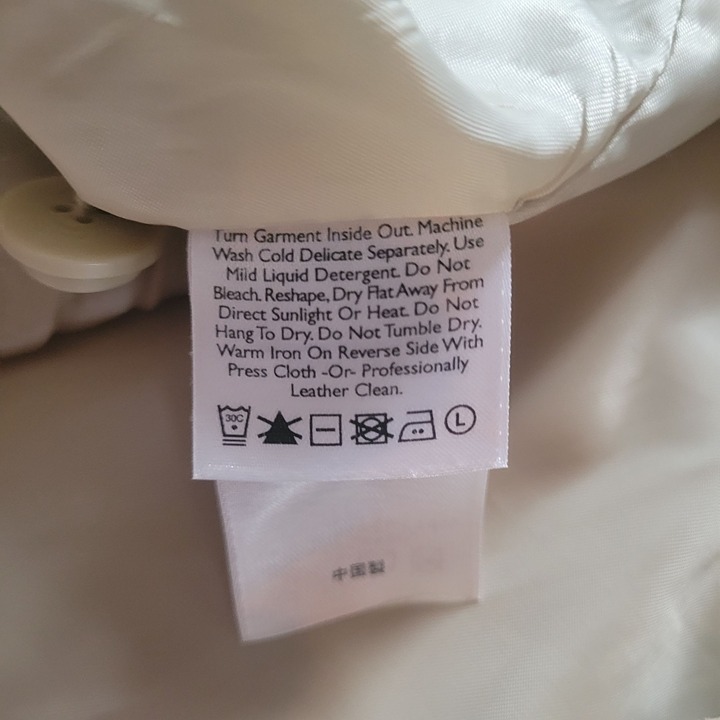 Turn Garment Inside Out. Machine
Wash Cold Delicate Separately. Use
Mild Liquid Detergent. Do Not
Bleach. Reshape, Dry Flat Away From
Direct Sunlight Or Heat. Do Not
Hang To Dry. Do Not Tumble Dry.
Warm Iron On Reverse Side With
Press Cloth -Or- Professionally
Leather Clean.
30C L
中国製